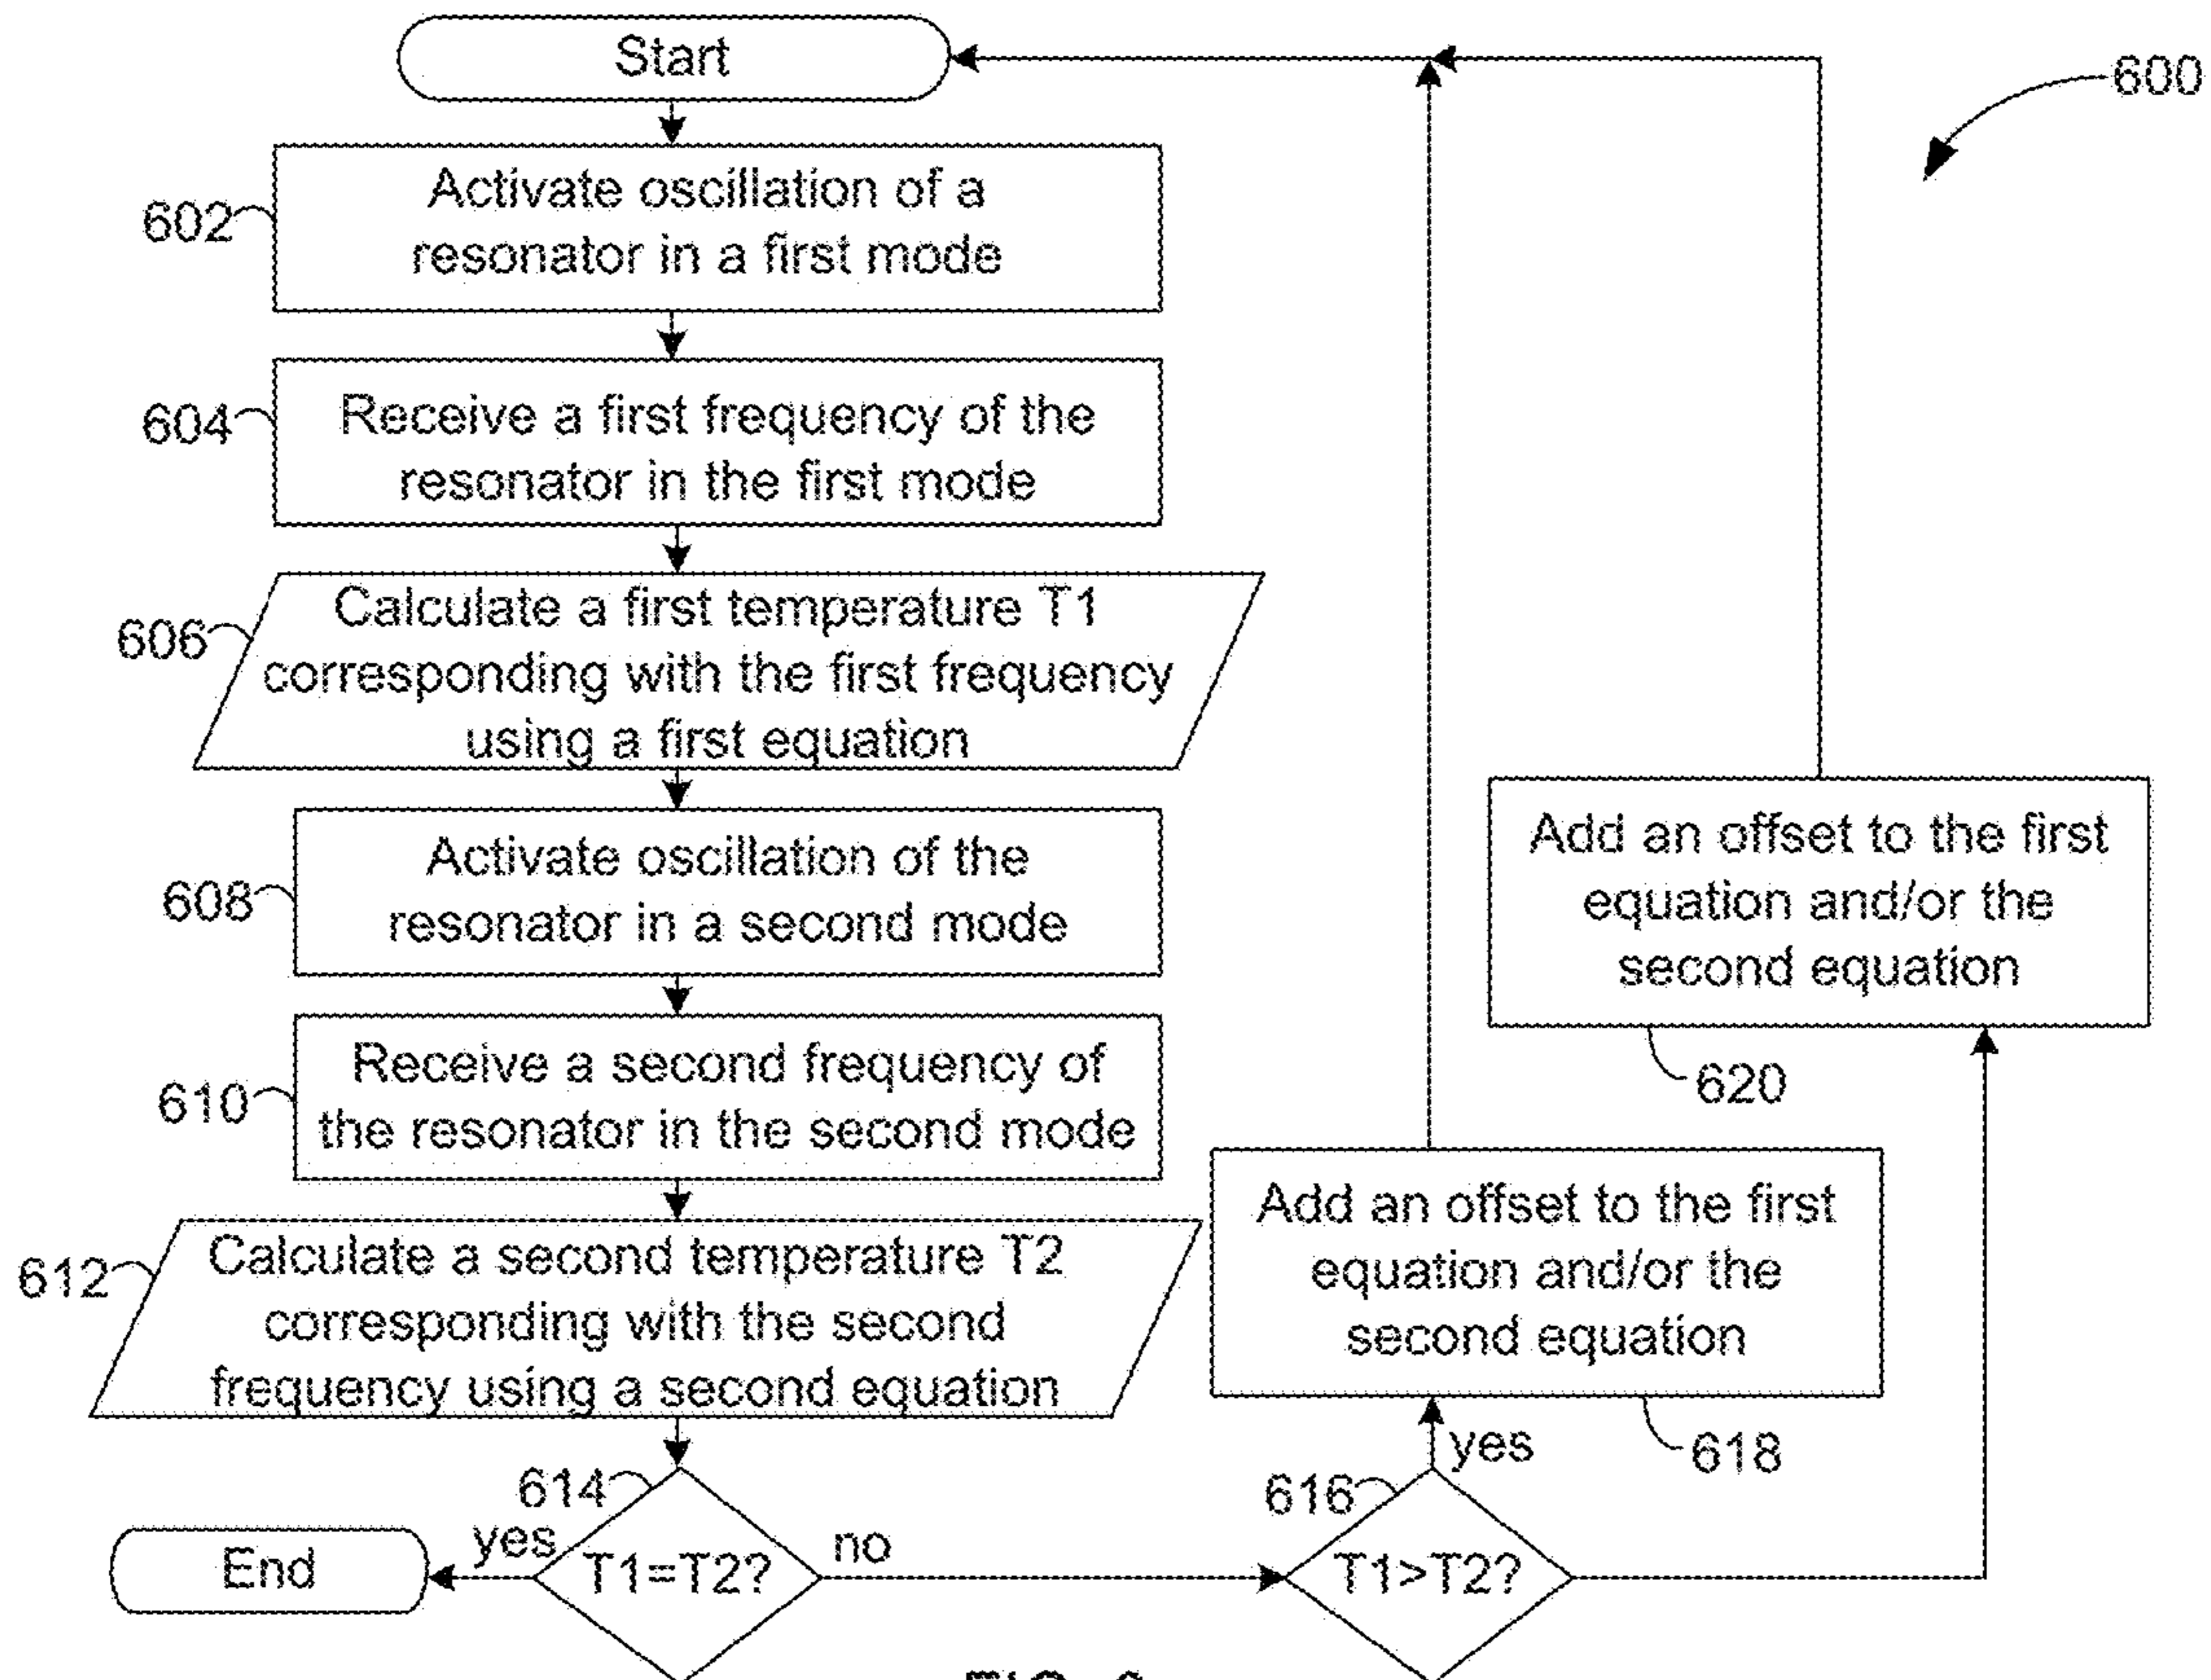 Start
600
602
Activate oscillation of a
resonator in a first mode
604
Receive a first frequency of the
resonator in the first mode
606
Calculate a first temperature T1
corresponding with the first frequency
using a first equation
608
Activate oscillation of the
resonator in a second mode
610
Receive a second frequency of
the resonator in the second mode
612
Calculate a second temperature T2
corresponding with the second
frequency using a second equation
614
T1=T2?
yes
End
no
616
T1>T2?
yes
Add an offset to the first
equation and/or the
second equation
618
Add an offset to the first
equation and/or the
second equation
620